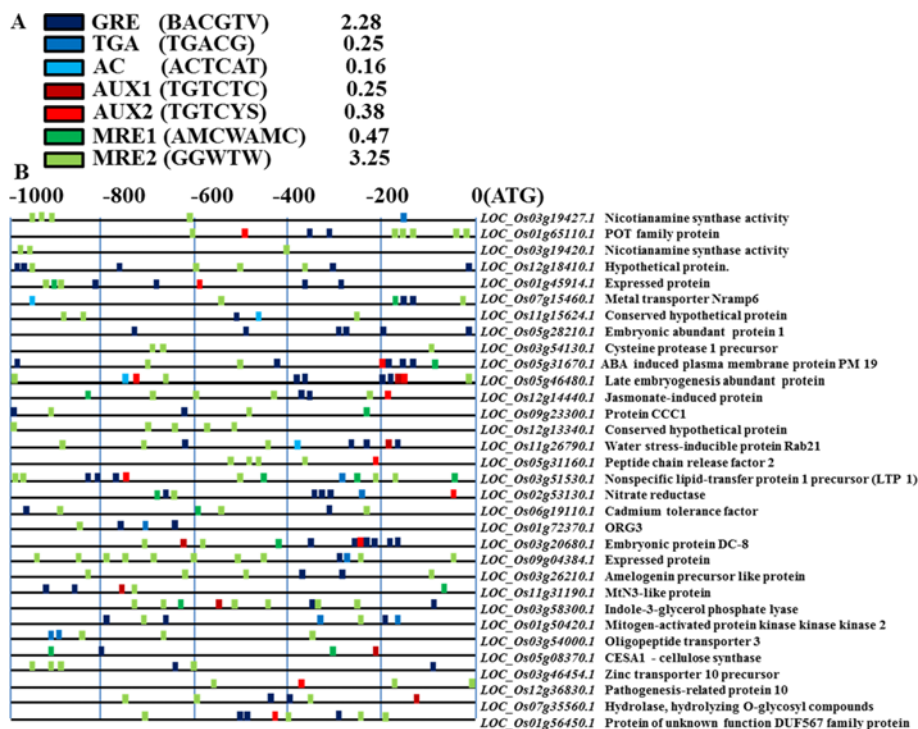 A
GRE (BACGTV) 2.28
TGA (TGACG) 0.25
AC (ACTCAT) 0.16
AUX1 (TGTCTC) 0.25
AUX2 (TGTCYS) 0.38
MRE1 (AMCWAMC) 0.47
MRE2 (GGWTW) 3.25
B
-1000 -800 -600 -400 -200 0(ATG)
LOC_Os03g19427.1 Nicotianamine synthase activity
LOC_Os01g65110.1 POT family protein
LOC_Os03g19420.1 Nicotianamine synthase activity
LOC_Os12g18410.1 Hypothetical protein.
LOC_Os01g45914.1 Expressed protein
LOC_Os07g15460.1 Metal transporter Nramp6
LOC_Os11g15624.1 Conserved hypothetical protein
LOC_Os05g28210.1 Embryonic abundant protein 1
LOC_Os03g54130.1 Cysteine protease 1 precursor
LOC_Os05g31670.1 ABA induced plasma membrane protein PM 19
LOC_Os05g46480.1 Late embryogenesis abundant protein
LOC_Os12g14440.1 Jasmonate-induced protein
LOC_Os09g23300.1 Protein CCC1
LOC_Os12g13340.1 Conserved hypothetical protein
LOC_Os11g26790.1 Water stress-inducible protein Rab21
LOC_Os05g31160.1 Peptide chain release factor 2
LOC_Os03g51530.1 Nonspecific lipid-transfer protein 1 precursor (LTP 1)
LOC_Os02g53130.1 Nitrate reductase
LOC_Os06g19110.1 Cadmium tolerance factor
LOC_Os01g72370.1 ORG3
LOC_Os03g20680.1 Embryonic protein DC-8
LOC_Os09g04384.1 Expressed protein
LOC_Os03g26210.1 Amelogenin precursor like protein
LOC_Os11g31190.1 MtN3-like protein
LOC_Os03g58300.1 Indole-3-glycerol phosphate lyase
LOC_Os01g50420.1 Mitogen-activated protein kinase kinase kinase 2
LOC_Os03g54000.1 Oligopeptide transporter 3
LOC_Os05g08370.1 CESA1 - cellulose synthase
LOC_Os03g46454.1 Zinc transporter 10 precursor
LOC_Os12g36830.1 Pathogenesis-related protein 10
LOC_Os07g35560.1 Hydrolase, hydrolyzing O-glycosyl compounds
LOC_Os01g56450.1 Protein of unknown function DUF567 family protein